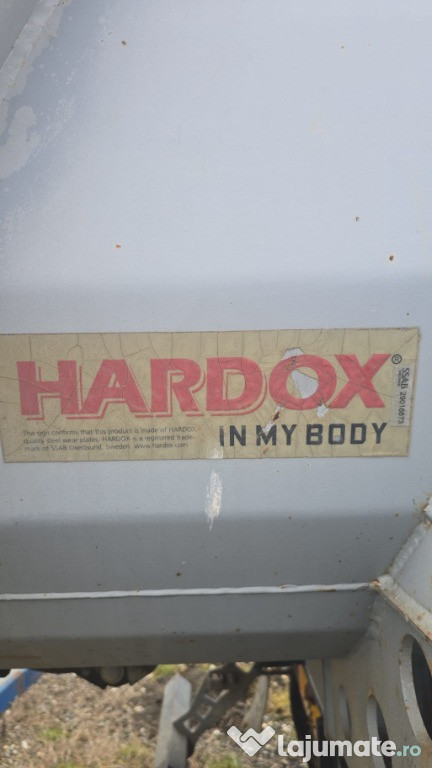 HARDOX®
IN MY BODY
The sign confirms that this product is made of HARDOX-
quality steel wear plates. HARDOX is a registered trade-
mark of SSAB Oxelösund, Sweden. www.hardox.com
SSAB
lajumate.ro